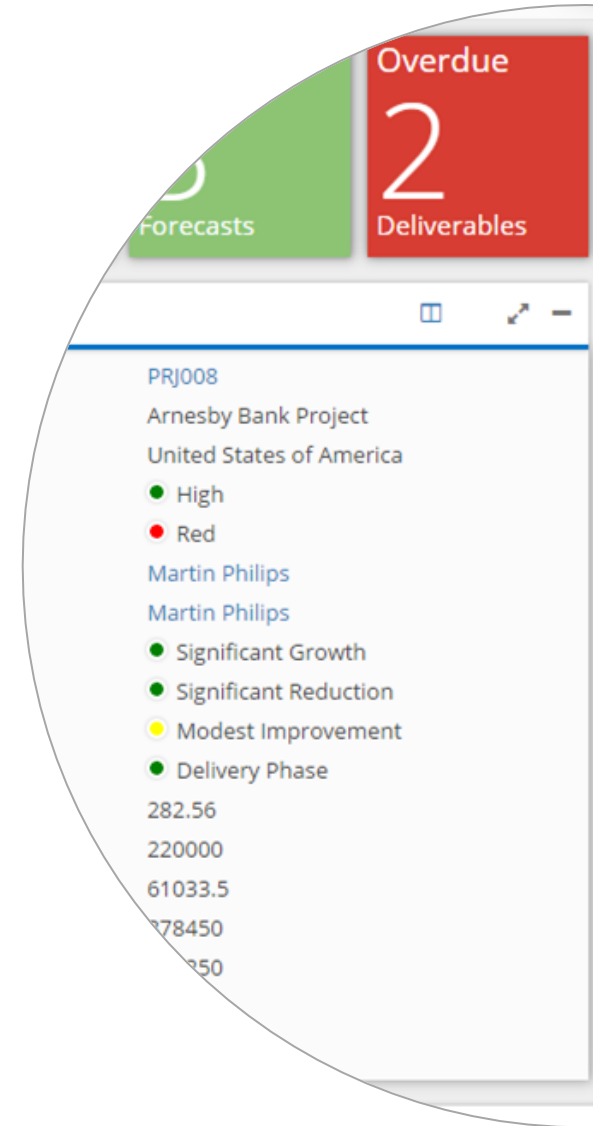 Overdue
2
Forecasts
Deliverables
PRJ008
Arnesby Bank Project
United States of America
High
Red
Martin Philips
Martin Philips
Significant Growth
Significant Reduction
Modest Improvement
Delivery Phase
282.56
220000
61033.5